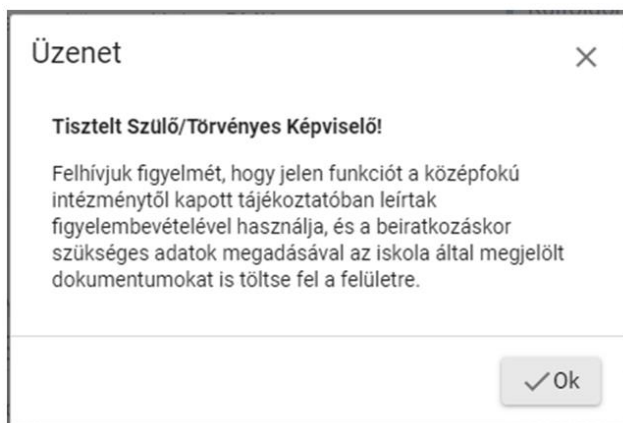 Üzenet
Tisztelt Szülő/Törvényes Képviselő!
Felhívjuk figyelmét, hogy jelen funkciót a középfokú
intézménytől kapott tájékoztatóban leírtak
figyelembevételével használja, és a beiratkozáskor
szükséges adatok megadásával az iskola által megjelölt
dokumentumokat is töltse fel a felületre.
Ok